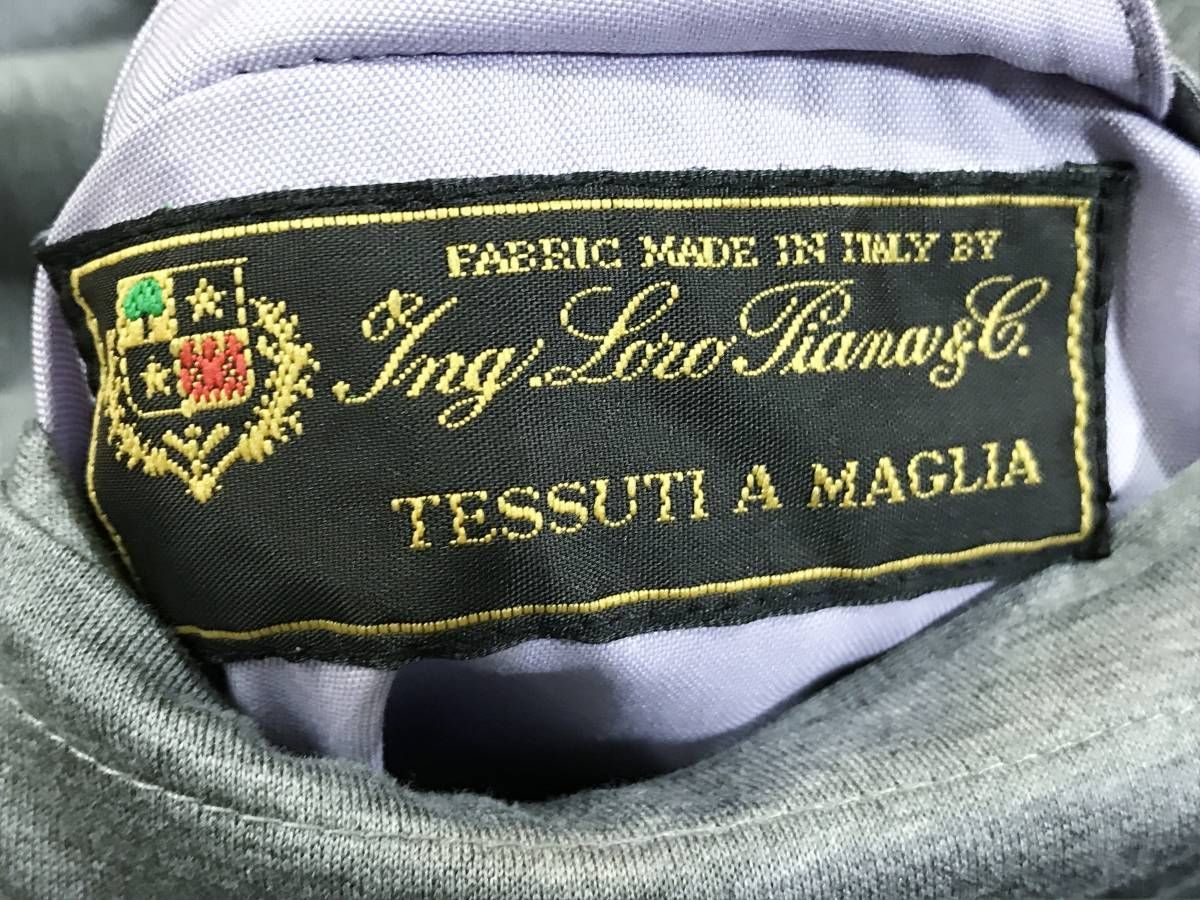 FABRIC MADE IN ITALY BY
Ing. Loro Piana & C.
TESSUTI A MAGLIA